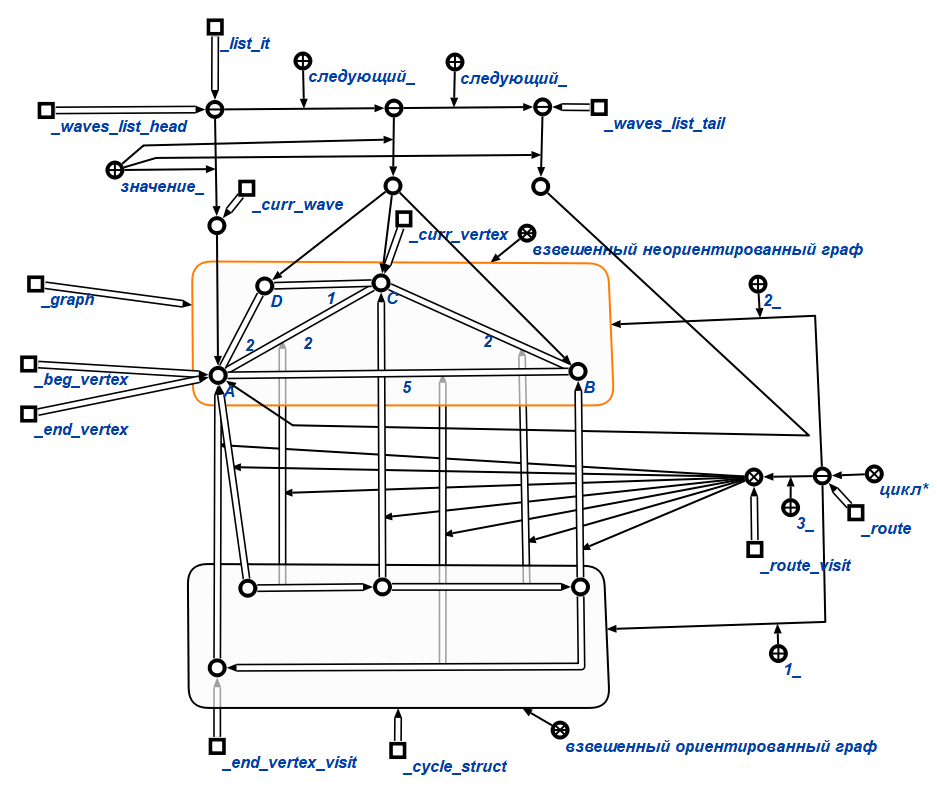 _list_it
следующий_
следующий_
_waves_list_head
_waves_list_tail
значение_
_curr_wave
_curr_vertex
взвешенный неориентированный граф
_graph
D
1
C
2_
2
2
2
_beg_vertex
A
5
B
_end_vertex
цикл*
3_
_route
_route_visit
1_
взвешенный ориентированный граф
_end_vertex_visit
_cycle_struct